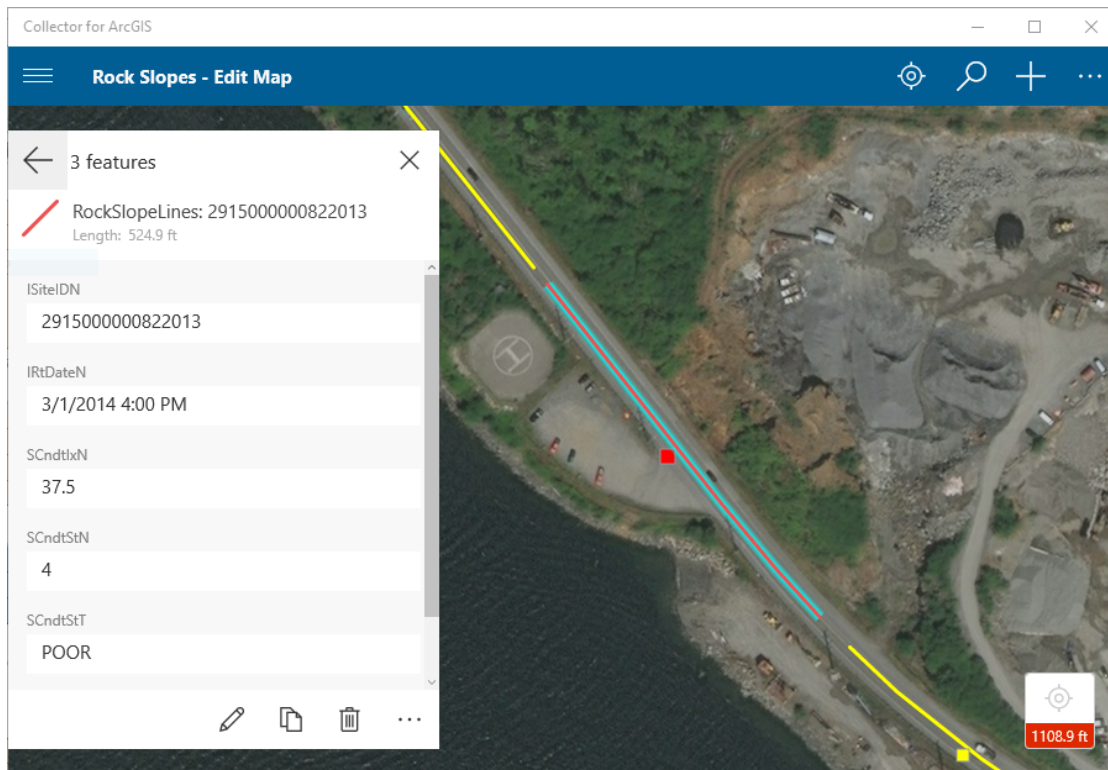 Collector for ArcGIS
Rock Slopes - Edit Map
3 features
RockSlopeLines: 2915000000822013
Length: 524.9 ft
ISiteIDN
2915000000822013
IRtDateN
3/1/2014 4:00 PM
SCndtIxN
37.5
SCndtStN
4
SCndtStT
POOR
H
1108.9 ft